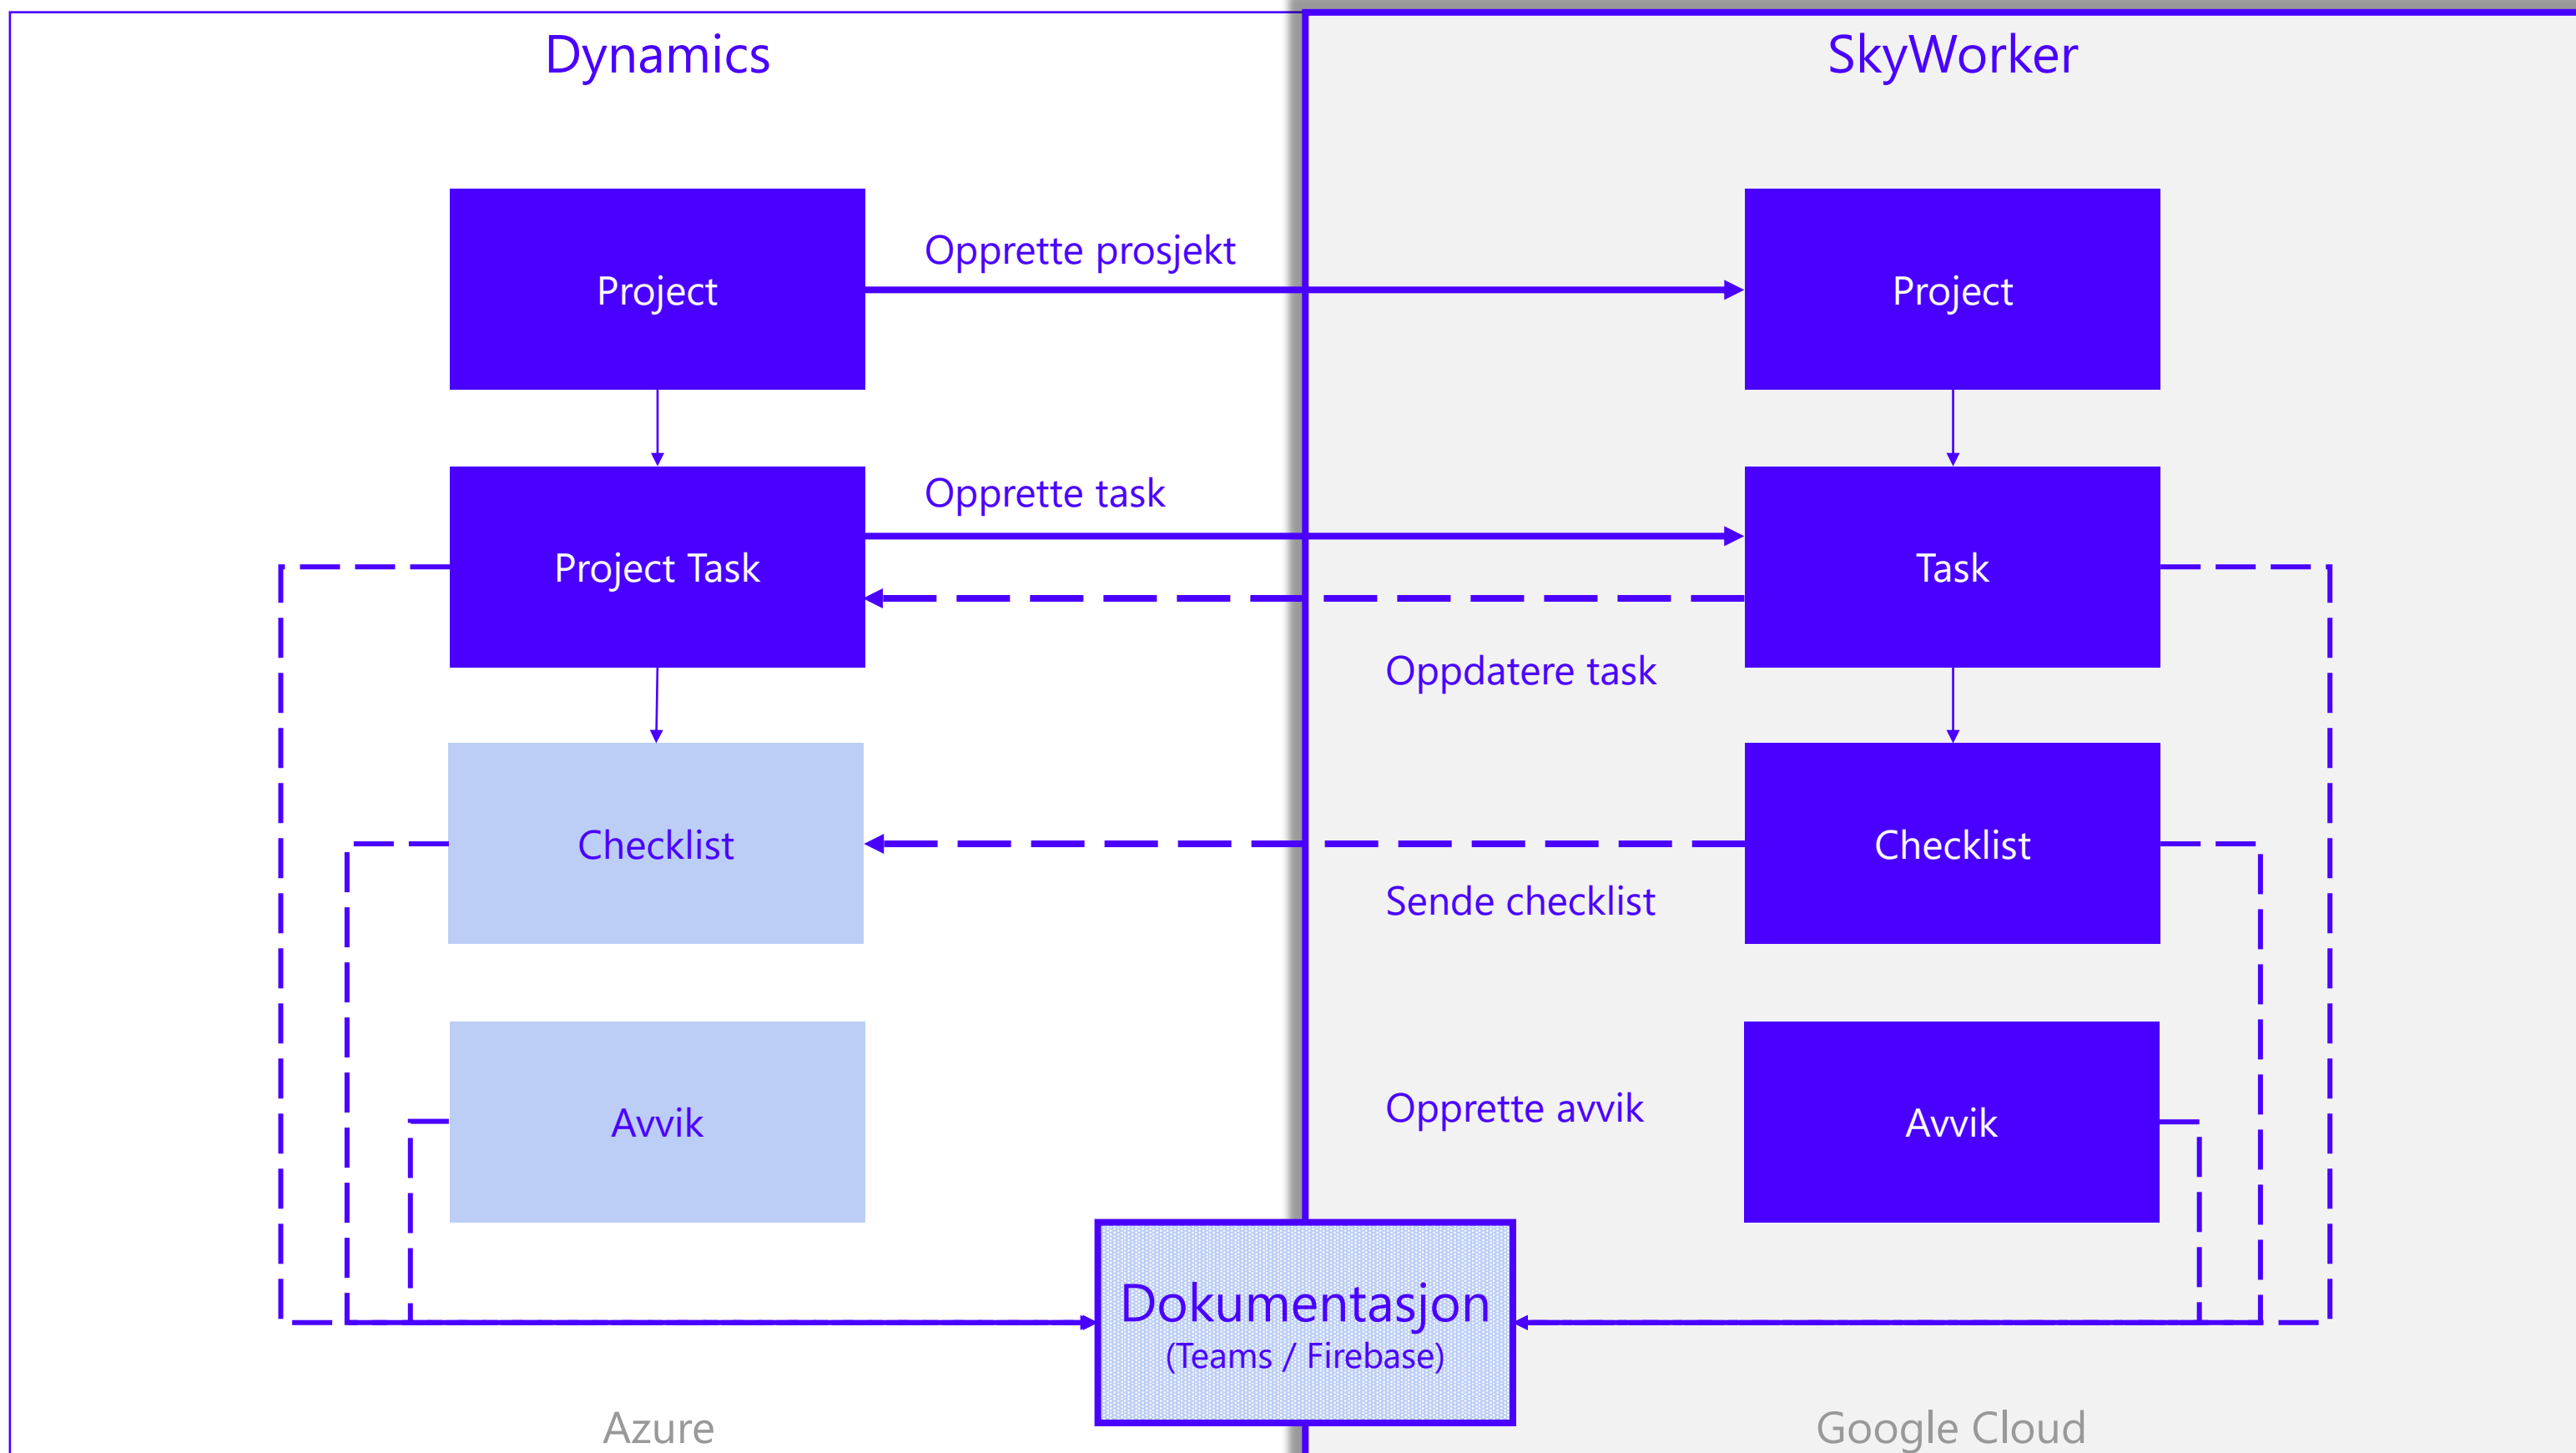 Dynamics
SkyWorker
Project
Opprette prosjekt
Project
Opprette task
Project Task
Task
Oppdatere task
Checklist
Checklist
Sende checklist
Avvik
Opprette avvik
Avvik
Dokumentasjon
(Teams / Firebase)
Azure
Google Cloud